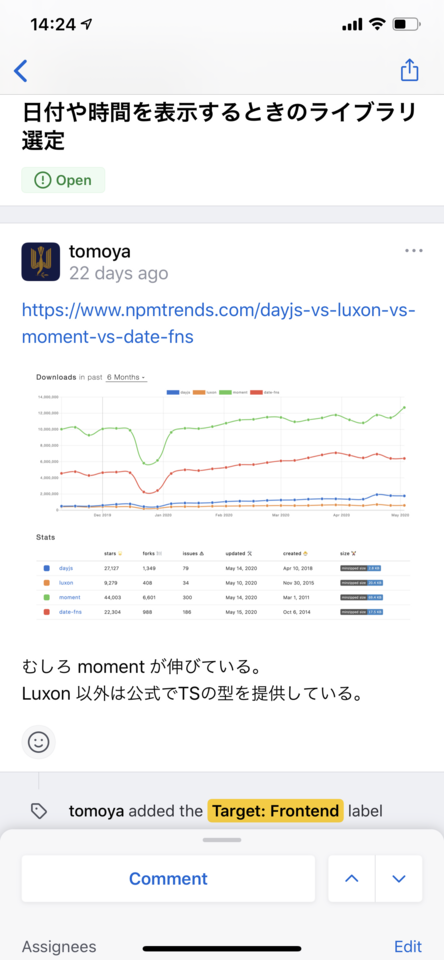 14:24
日付や時間を表示するときのライブラリ
選定
Open
tomoya
22 days ago
https://www.npmtrends.com/dayjs-vs-luxon-vs-
moment-vs-date-fns
Downloads in past 6 Months
dayjs luxon moment date-fns
14,000,000
12,000,000
10,000,000
8,000,000
6,000,000
4,000,000
2,000,000
0
Dec 2019 Jan 2020 Feb 2020 Mar 2020 Apr 2020 May 2020
Stats
stars forks issues updated created size
dayjs 27,127 1,349 79 May 14, 2020 Apr 10, 2018
luxon 9,279 408 34 May 10, 2020 Nov 30, 2015
moment 44,003 6,601 300 May 14, 2020 Mar 1, 2011
date-fns 22,304 986 186 May 15, 2020 Oct 6, 2014
むしろ moment が伸びている。
Luxon 以外は公式でTSの型を提供している。
tomoya added the Target: Frontend label
Comment
Assignees Edit